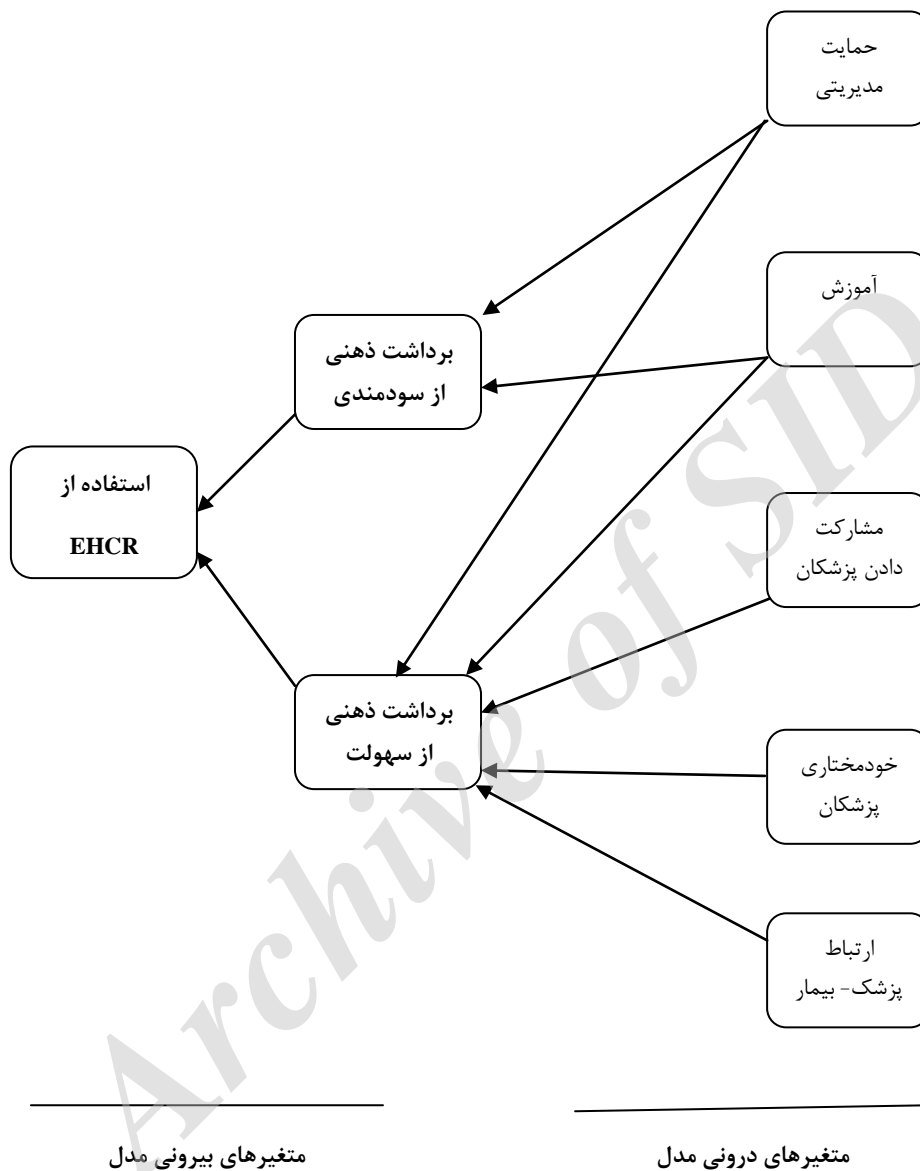 حمایت
مدیریتی
آموزش
برداشت ذهنی
از سودمندی
استفاده از
EHCR
مشارکت
دادن پزشکان
برداشت ذهنی
از سهولت
خودمختاری
پزشکان
ارتباط
پزشک- بیمار
متغیرهای درونی مدل
متغیرهای بیرونی مدل
Archive of SID